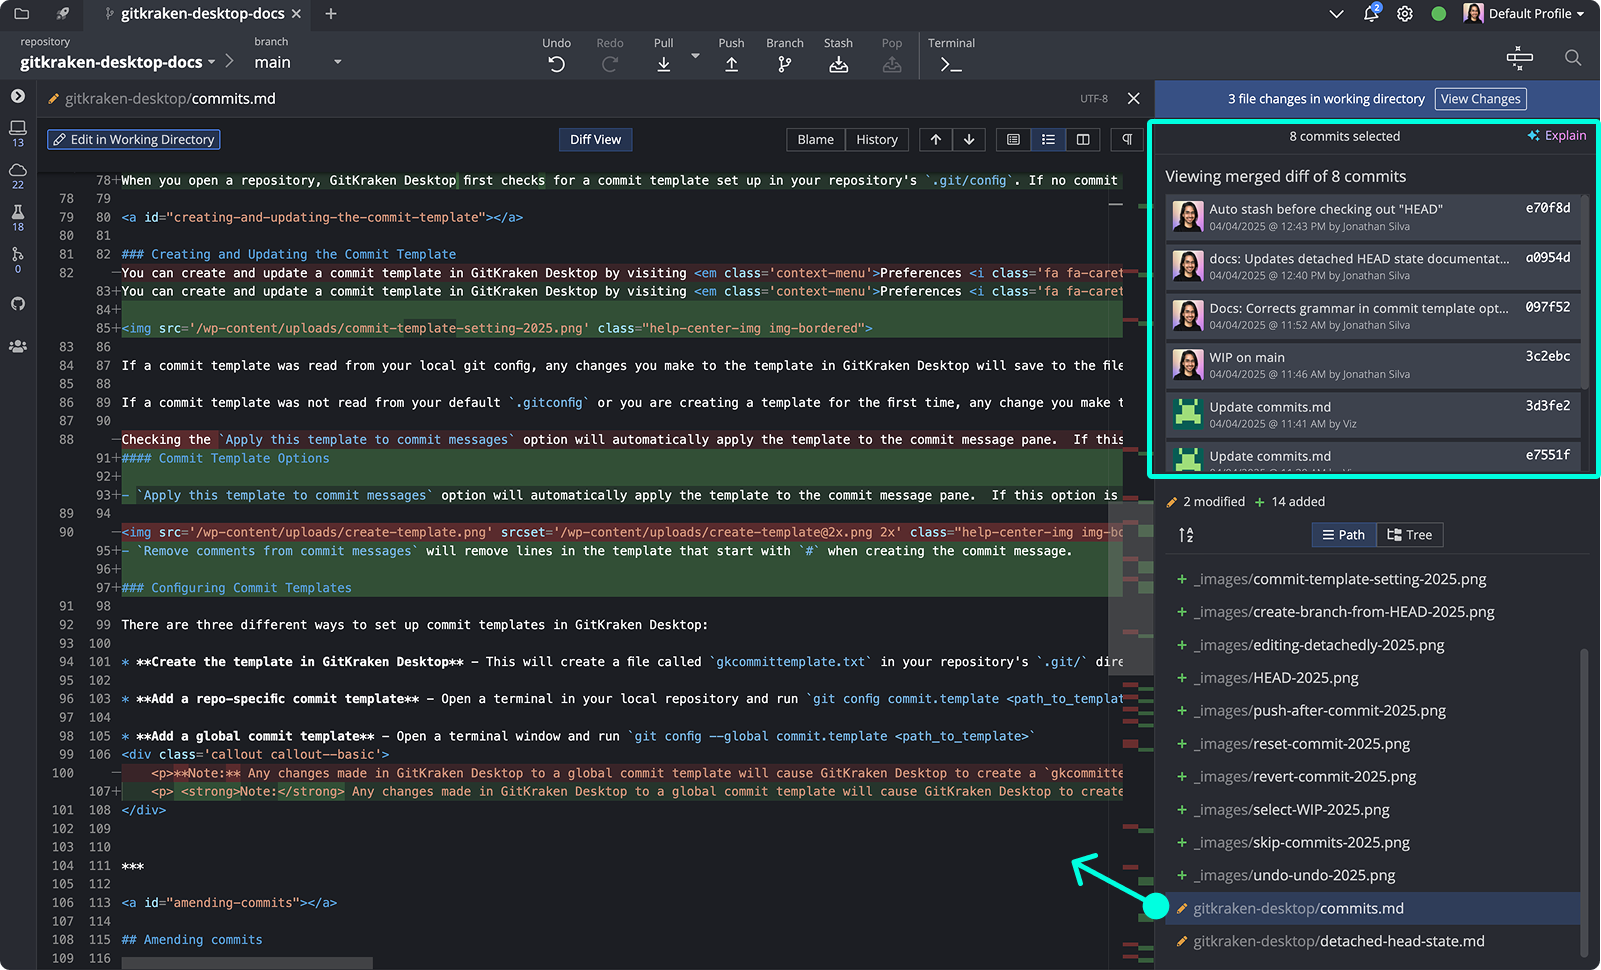 gitkraken-desktop-docs
2
Default Profile
repository
gitkraken-desktop-docs
branch
main
Undo
Redo
Pull
Push
Branch
Stash
Pop
Terminal
gitkraken-desktop/commits.md
UTF-8
3 file changes in working directory
View Changes
Edit in Working Directory
Diff View
Blame
History
13
22
18
0
8 commits selected
Explain
Viewing merged diff of 8 commits
Auto stash before checking out "HEAD" e70f8d
04/04/2025 @ 12:43 PM by Jonathan Silva
docs: Updates detached HEAD state documentat... a0954d
04/04/2025 @ 12:40 PM by Jonathan Silva
Docs: Corrects grammar in commit template opt... 097f52
04/04/2025 @ 11:52 AM by Jonathan Silva
WIP on main 3c2ebc
04/04/2025 @ 11:46 AM by Jonathan Silva
Update commits.md 3d3fe2
04/04/2025 @ 11:41 AM by Viz
Update commits.md e7551f
78+When you open a repository, GitKraken Desktop first checks for a commit template set up in your repository's `.git/config`. If no commit
78 79
79 80 <a id="creating-and-updating-the-commit-template"></a>
80 81
81 82 ### Creating and Updating the Commit Template
82 —You can create and update a commit template in GitKraken Desktop by visiting <em class='context-menu'>Preferences <i class='fa fa-caret
83+You can create and update a commit template in GitKraken Desktop by visiting <em class='context-menu'>Preferences <i class='fa fa-caret
84+
85+<img src='/wp-content/uploads/commit-template-setting-2025.png' class="help-center-img img-bordered">
83 86
84 87 If a commit template was read from your local git config, any changes you make to the template in GitKraken Desktop will save to the file
85 88
86 89 If a commit template was not read from your default `.gitconfig` or you are creating a template for the first time, any change you make t
87 90
88 —Checking the `Apply this template to commit messages` option will automatically apply the template to the commit message pane.  If this
91+#### Commit Template Options
92+
93+- `Apply this template to commit messages` option will automatically apply the template to the commit message pane.  If this option is
89 94
90 —<img src='/wp-content/uploads/create-template.png' srcset='/wp-content/uploads/create-template@2x.png 2x' class="help-center-img img-bo
95+- `Remove comments from commit messages` will remove lines in the template that start with `#` when creating the commit message.
96+
97+### Configuring Commit Templates
91 98
92 99 There are three different ways to set up commit templates in GitKraken Desktop:
93 100
94 101 * **Create the template in GitKraken Desktop** - This will create a file called `gkcommittemplate.txt` in your repository's `.git/` dire
95 102
96 103 * **Add a repo-specific commit template** - Open a terminal in your local repository and run `git config commit.template <path_to_templat
97 104
98 105 * **Add a global commit template** - Open a terminal window and run `git config --global commit.template <path_to_template>`
99 106 <div class='callout callout--basic'>
100 — <p>**Note:** Any changes made in GitKraken Desktop to a global commit template will cause GitKraken Desktop to create a `gkcommitte
107+ <p> <strong>Note:</strong> Any changes made in GitKraken Desktop to a global commit template will cause GitKraken Desktop to create
101 108 </div>
102 109
103 110
104 111 ***
105 112
106 113 <a id="amending-commits"></a>
107 114
108 115 ## Amending commits
109 116
2 modified + 14 added
Path
Tree
+ _images/commit-template-setting-2025.png
+ _images/create-branch-from-HEAD-2025.png
+ _images/editing-detachedly-2025.png
+ _images/HEAD-2025.png
+ _images/push-after-commit-2025.png
+ _images/reset-commit-2025.png
+ _images/revert-commit-2025.png
+ _images/select-WIP-2025.png
+ _images/skip-commits-2025.png
+ _images/undo-undo-2025.png
gitkraken-desktop/commits.md
gitkraken-desktop/detached-head-state.md